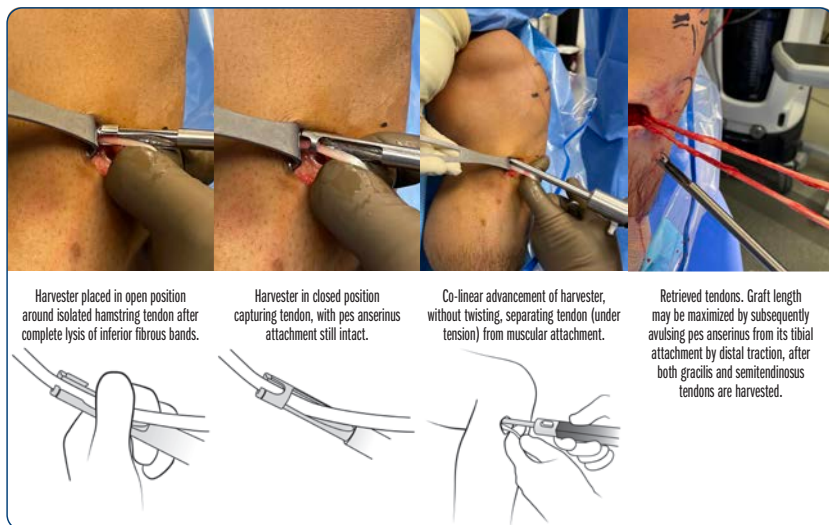 Harvester placed in open position
around isolated hamstring tendon after
complete lysis of inferior fibrous bands.
Harvester in closed position
capturing tendon, with pes anserinus
attachment still intact.
Co-linear advancement of harvester,
without twisting, separating tendon (under
tension) from muscular attachment.
Retrieved tendons. Graft length
may be maximized by subsequently
avulsing pes anserinus from its tibial
attachment by distal traction, after
both gracilis and semitendinosus
tendons are harvested.